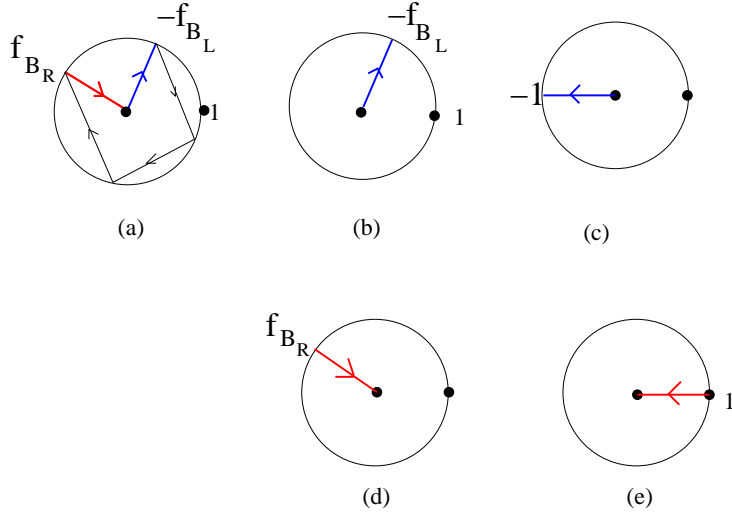 f_{B_R} -f_{B_L} 1
(a)
-f_{B_L} 1
(b)
-1
(c)
f_{B_R}
(d)
1
(e)